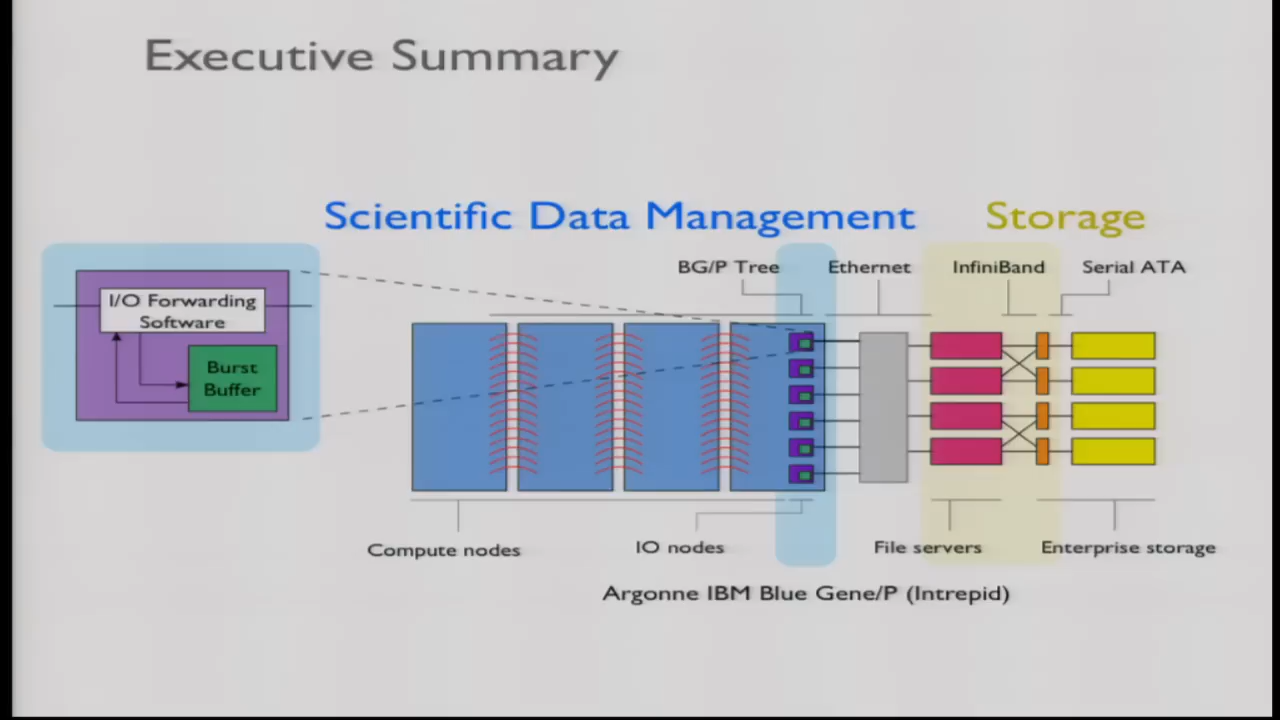 Executive Summary
Scientific Data Management
Storage
BG/P Tree
Ethernet
InfiniBand
Serial ATA
I/O Forwarding
Software
Burst
Buffer
Compute nodes
IO nodes
File servers
Enterprise storage
Argonne IBM Blue Gene/P (Intrepid)